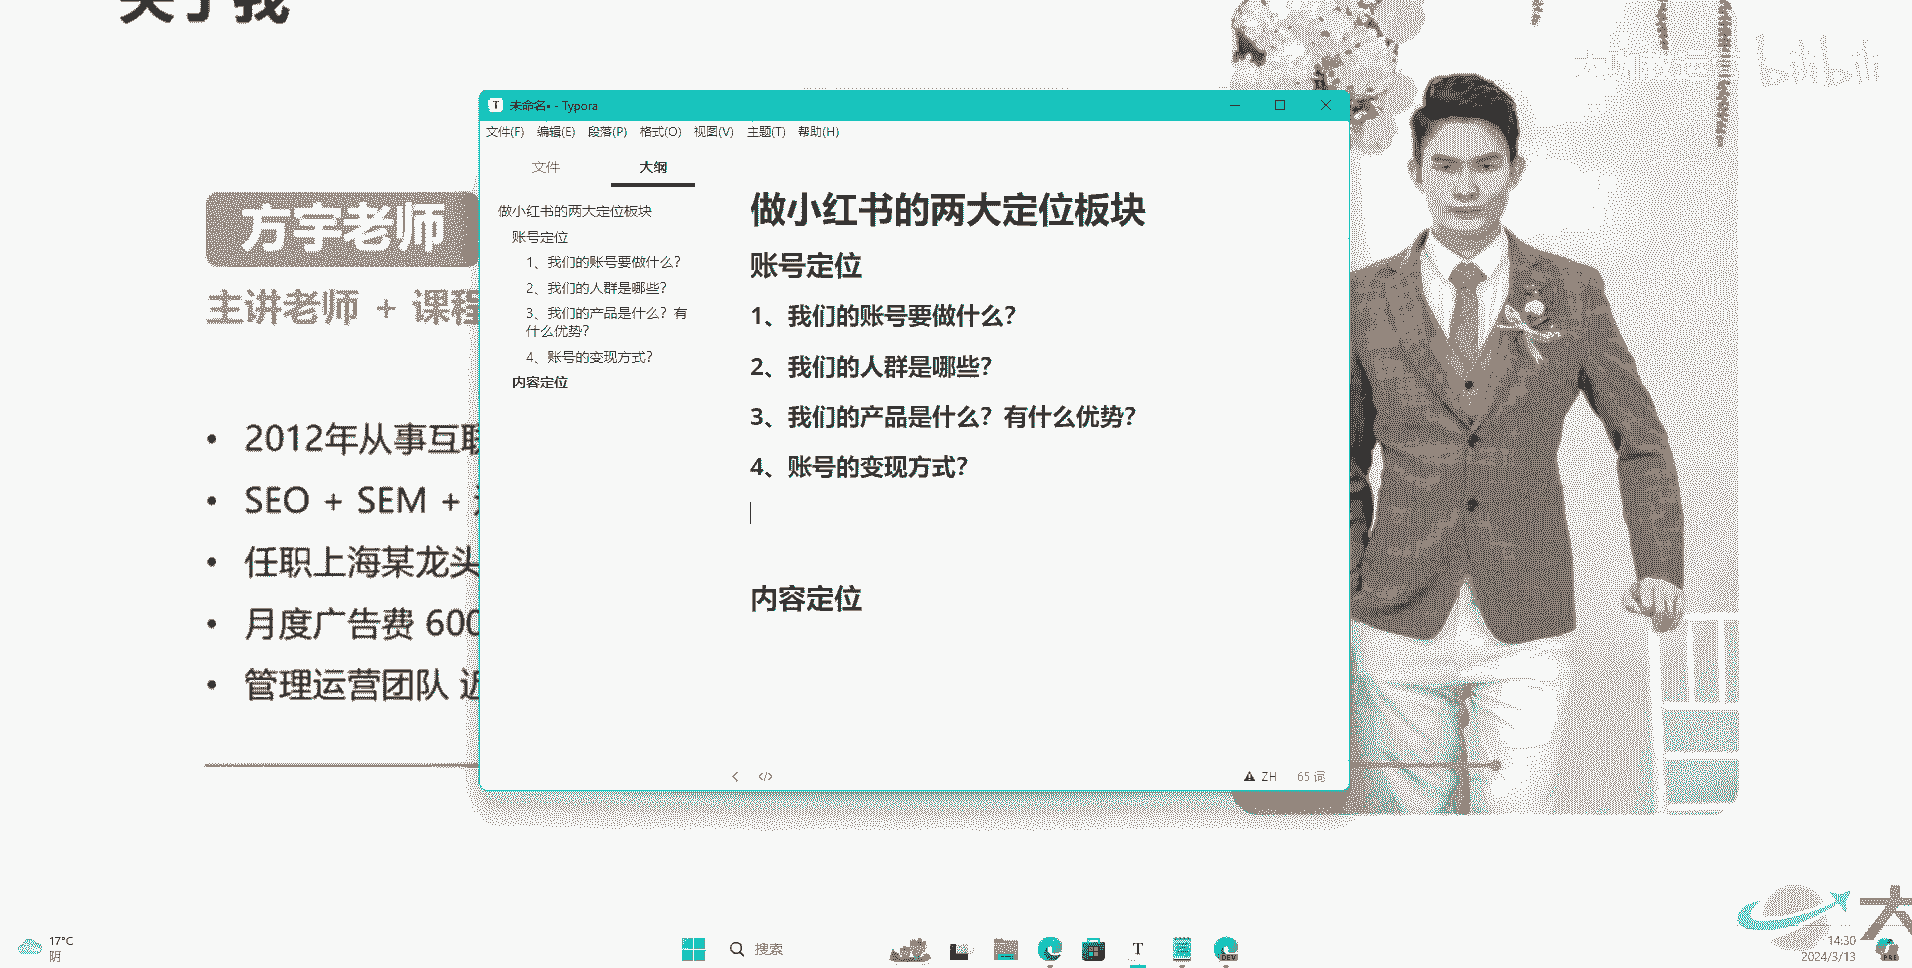 关于我
bilibili
方宇老师
主讲老师 + 课程
• 2012年从事互联
• SEO + SEM +
• 任职上海某龙头
• 月度广告费 600
• 管理运营团队 近
未命名• - Typora
文件(F) 编辑(E) 段落(P) 格式(O) 视图(V) 主题(T) 帮助(H)
文件 大纲
做小红书的两大定位板块
账号定位
1、我们的账号要做什么？
2、我们的人群是哪些？
3、我们的产品是什么？有
什么优势？
4、账号的变现方式？
内容定位
做小红书的两大定位板块
账号定位
1、我们的账号要做什么？
2、我们的人群是哪些？
3、我们的产品是什么？有什么优势？
4、账号的变现方式？
内容定位
ZH 65 词
17°C
阴
搜索
T
DEV
14:30
2024/3/13
PRE
大